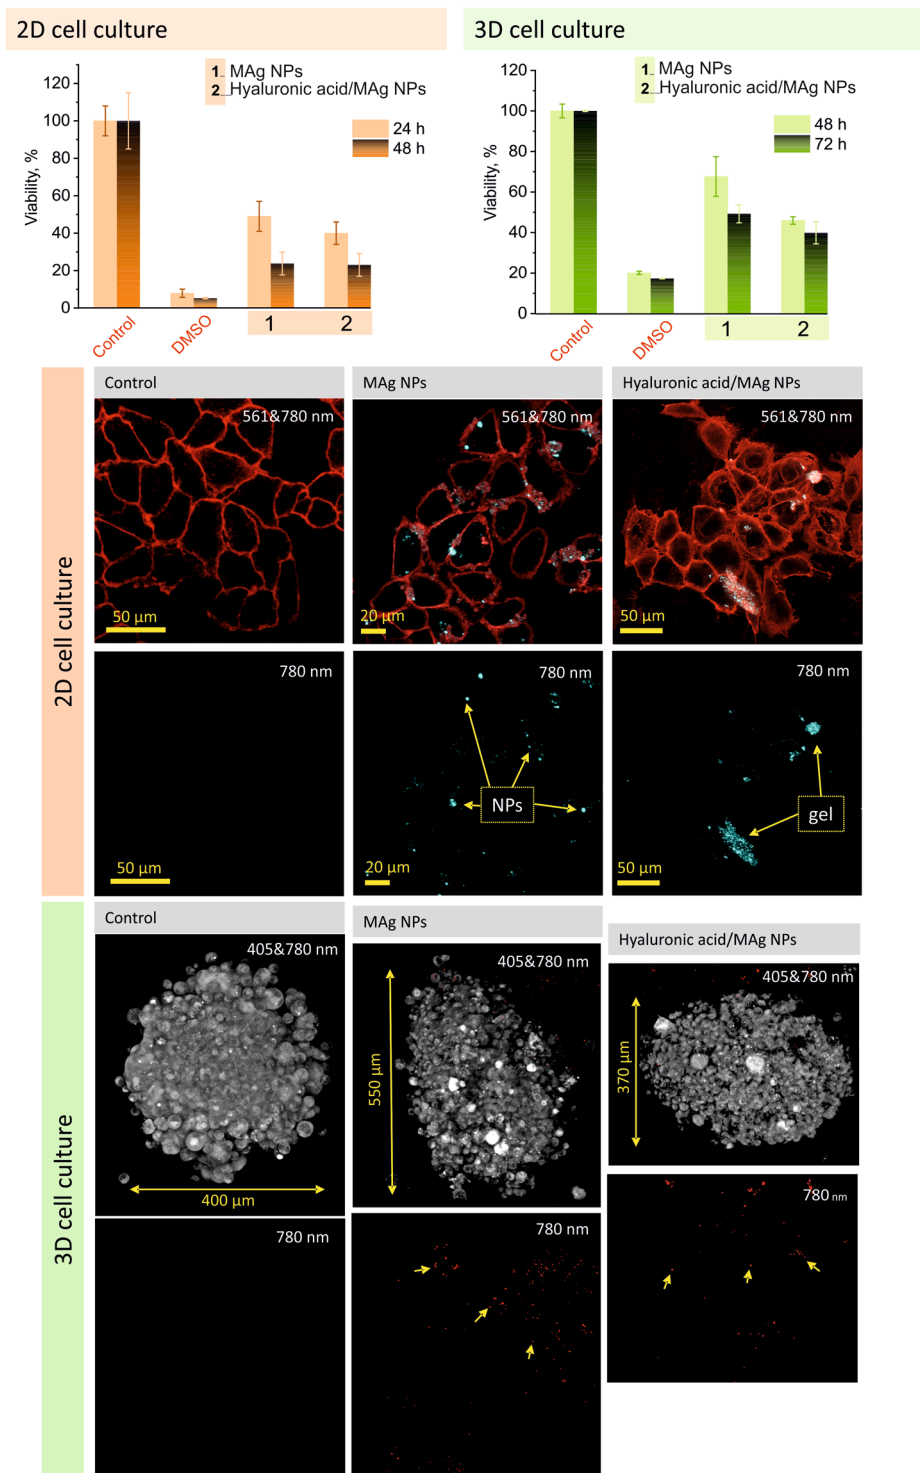 2D cell culture
3D cell culture
1 MAg NPs
2 Hyaluronic acid/MAg NPs
24 h
48 h
Viability, %
120
100
80
60
40
20
0
Control
DMSO
1
2
1 MAg NPs
2 Hyaluronic acid/MAg NPs
48 h
72 h
Viability, %
120
100
80
60
40
20
0
Control
DMSO
1
2
2D cell culture
Control
MAg NPs
Hyaluronic acid/MAg NPs
561&780 nm
561&780 nm
561&780 nm
50 μm
20 μm
50 μm
780 nm
780 nm
780 nm
NPs
gel
50 μm
20 μm
50 μm
3D cell culture
Control
MAg NPs
Hyaluronic acid/MAg NPs
405&780 nm
405&780 nm
405&780 nm
400 μm
550 μm
370 μm
780 nm
780 nm
780 nm